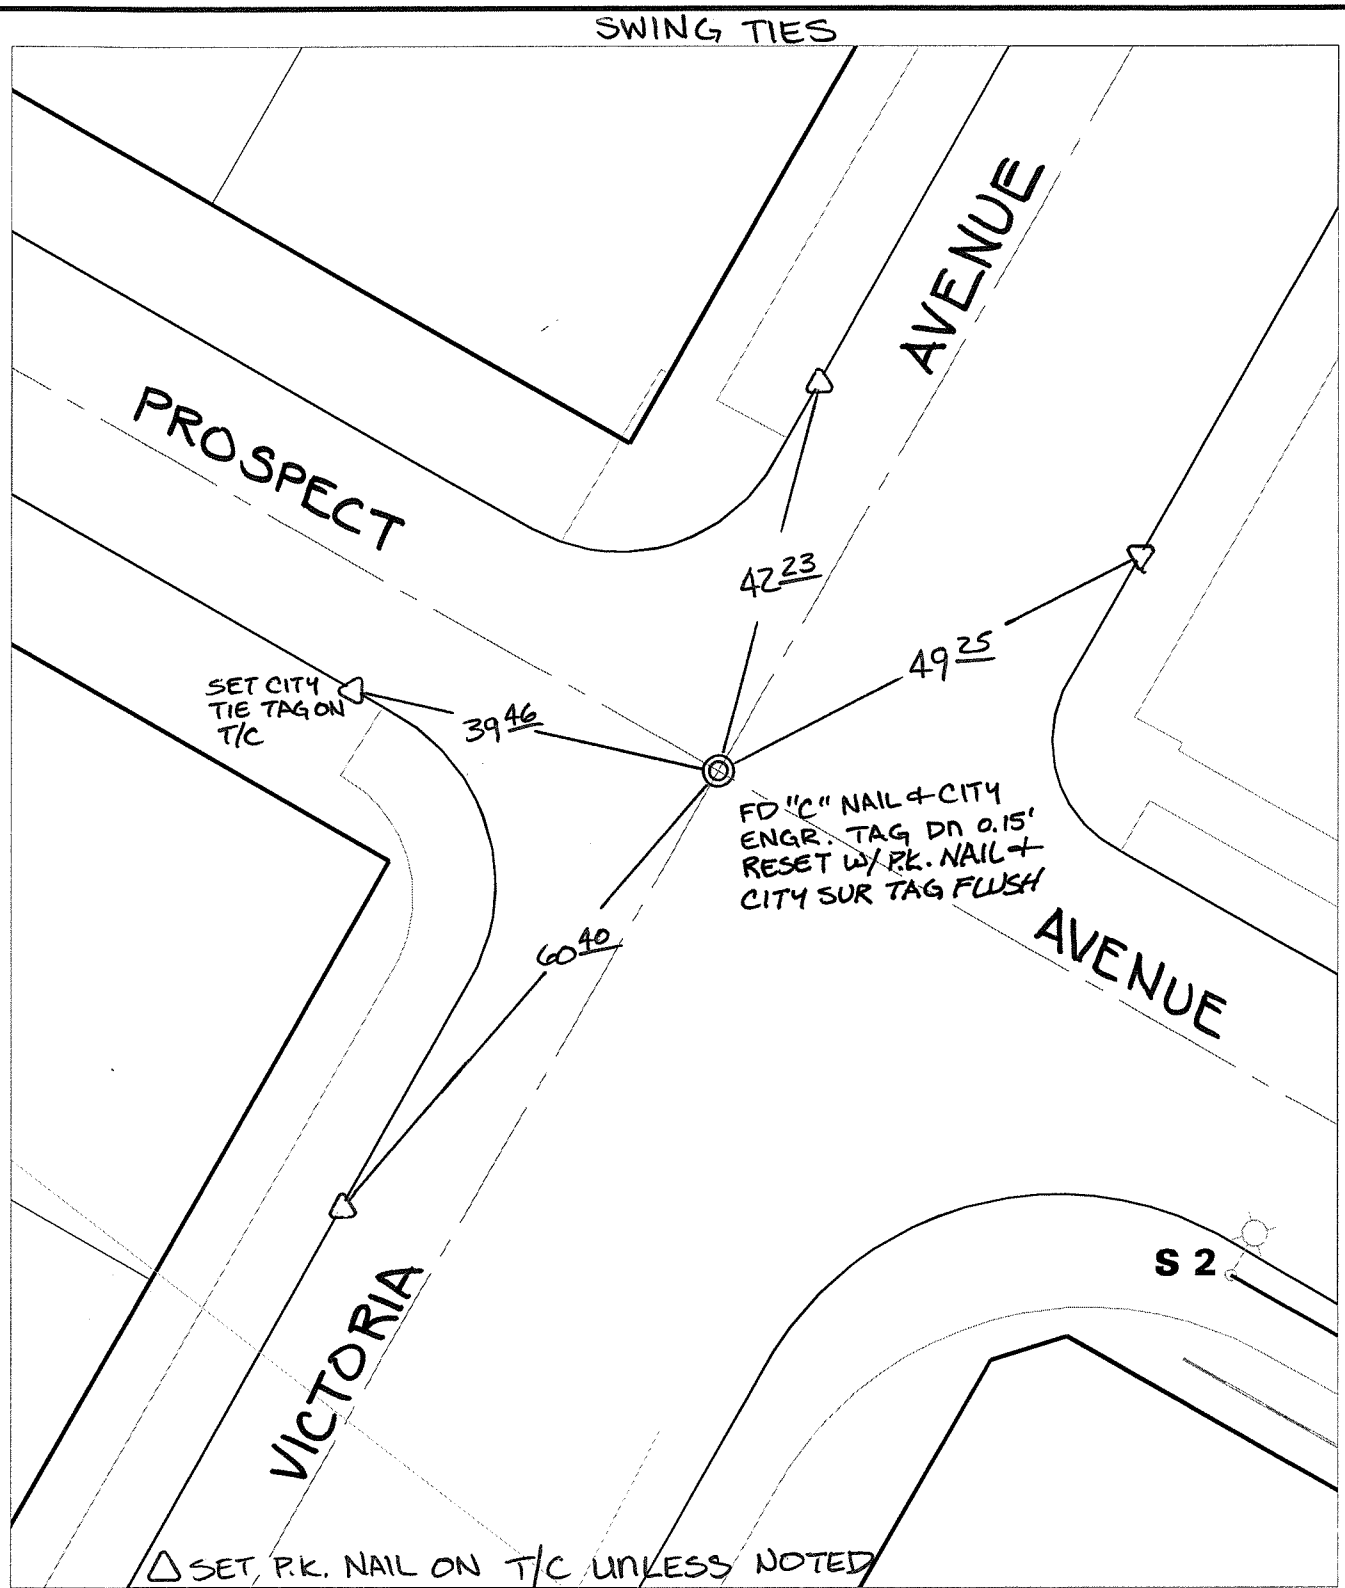 SWING TIES
AVENUE
PROSPECT
42 23
49 25
SET CITY
TIE TAG ON
T/C
39 46
FD "C" NAIL & CITY
ENGR. TAG DN 0.15'
RESET W/ P.K. NAIL &
CITY SUR TAG FLUSH
60 40
AVENUE
S 2
VICTORIA
△ SET P.K. NAIL ON T/C UNLESS NOTED